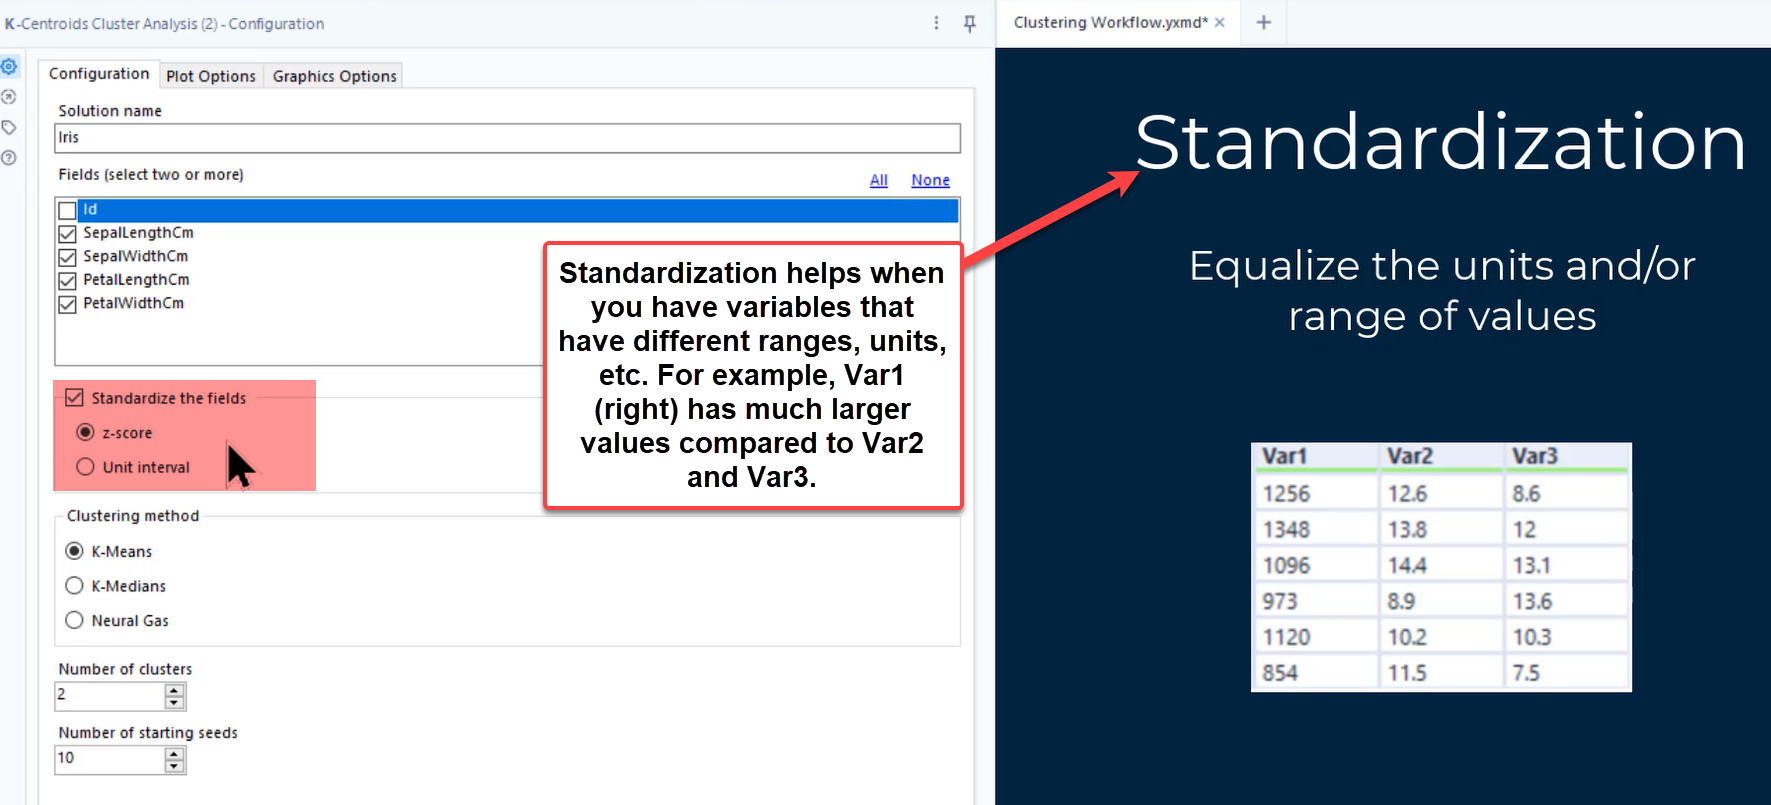 K-Centroids Cluster Analysis (2) - Configuration
Clustering Workflow.yxmd*
Configuration
Plot Options
Graphics Options
Solution name
Iris
Fields (select two or more)
All
None
Id
SepalLengthCm
SepalWidthCm
PetalLengthCm
PetalWidthCm
Standardize the fields
z-score
Unit interval
Clustering method
K-Means
K-Medians
Neural Gas
Number of clusters
2
Number of starting seeds
10
Standardization helps when
you have variables that
have different ranges, units,
etc. For example, Var1
(right) has much larger
values compared to Var2
and Var3.
Standardization
Equalize the units and/or
range of values
Var1 Var2 Var3
1256 12.6 8.6
1348 13.8 12
1096 14.4 13.1
973 8.9 13.6
1120 10.2 10.3
854 11.5 7.5